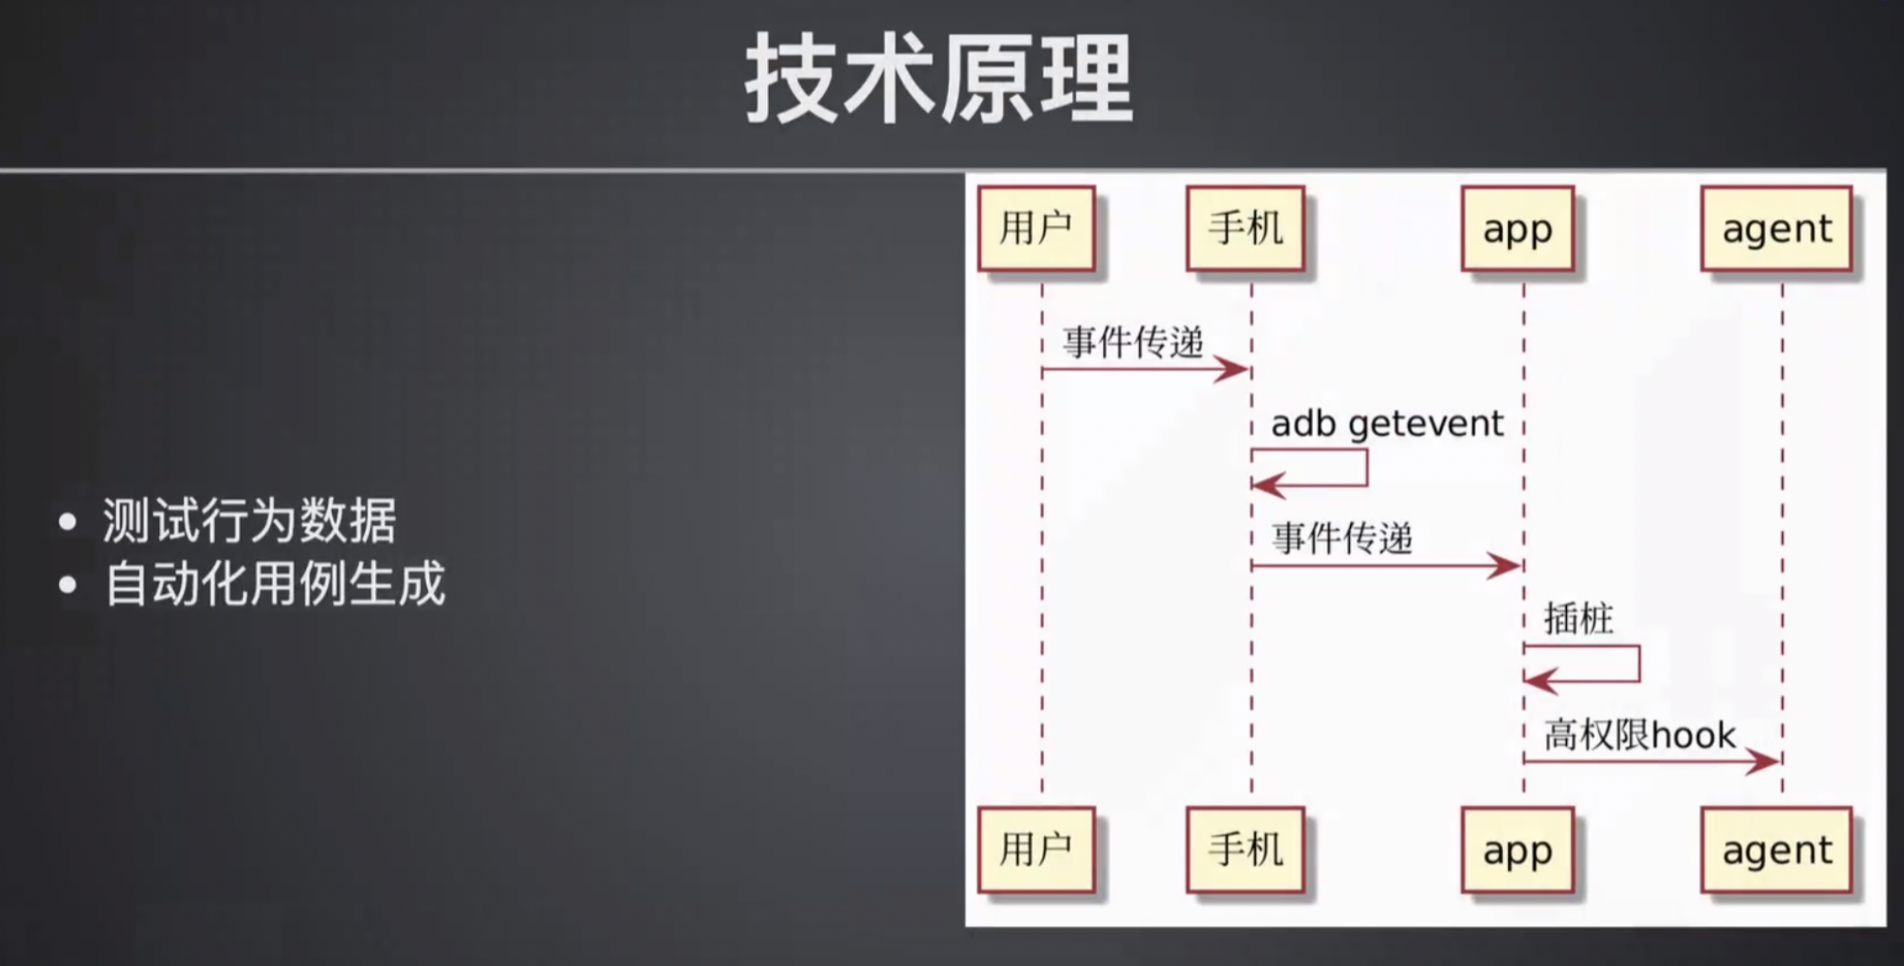 技术原理
• 测试行为数据
• 自动化用例生成
用户 手机 app agent
事件传递
adb getevent
事件传递
插桩
高权限hook
用户 手机 app agent